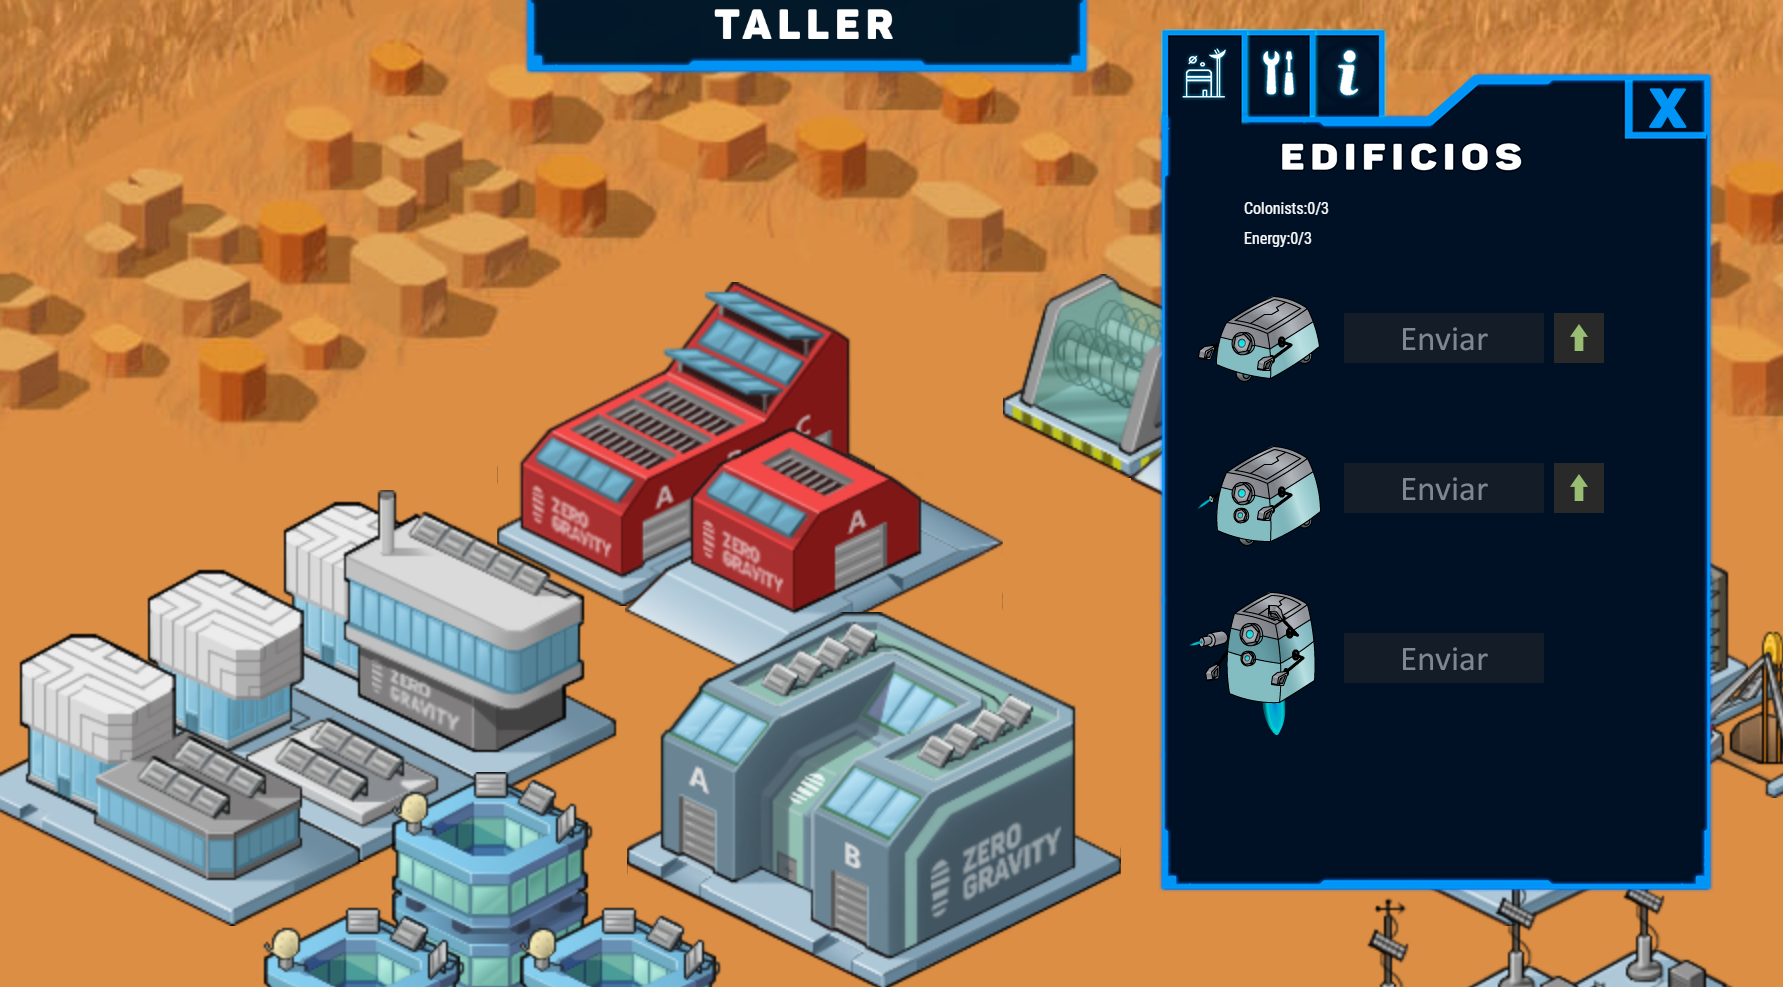 TALLER
X
EDIFICIOS
Colonists:0/3
Energy:0/3
Enviar
Enviar
Enviar
C
A
ZERO
GRAVITY
A
ZERO
GRAVITY
ZERO
GRAVITY
A
B
ZERO
GRAVITY